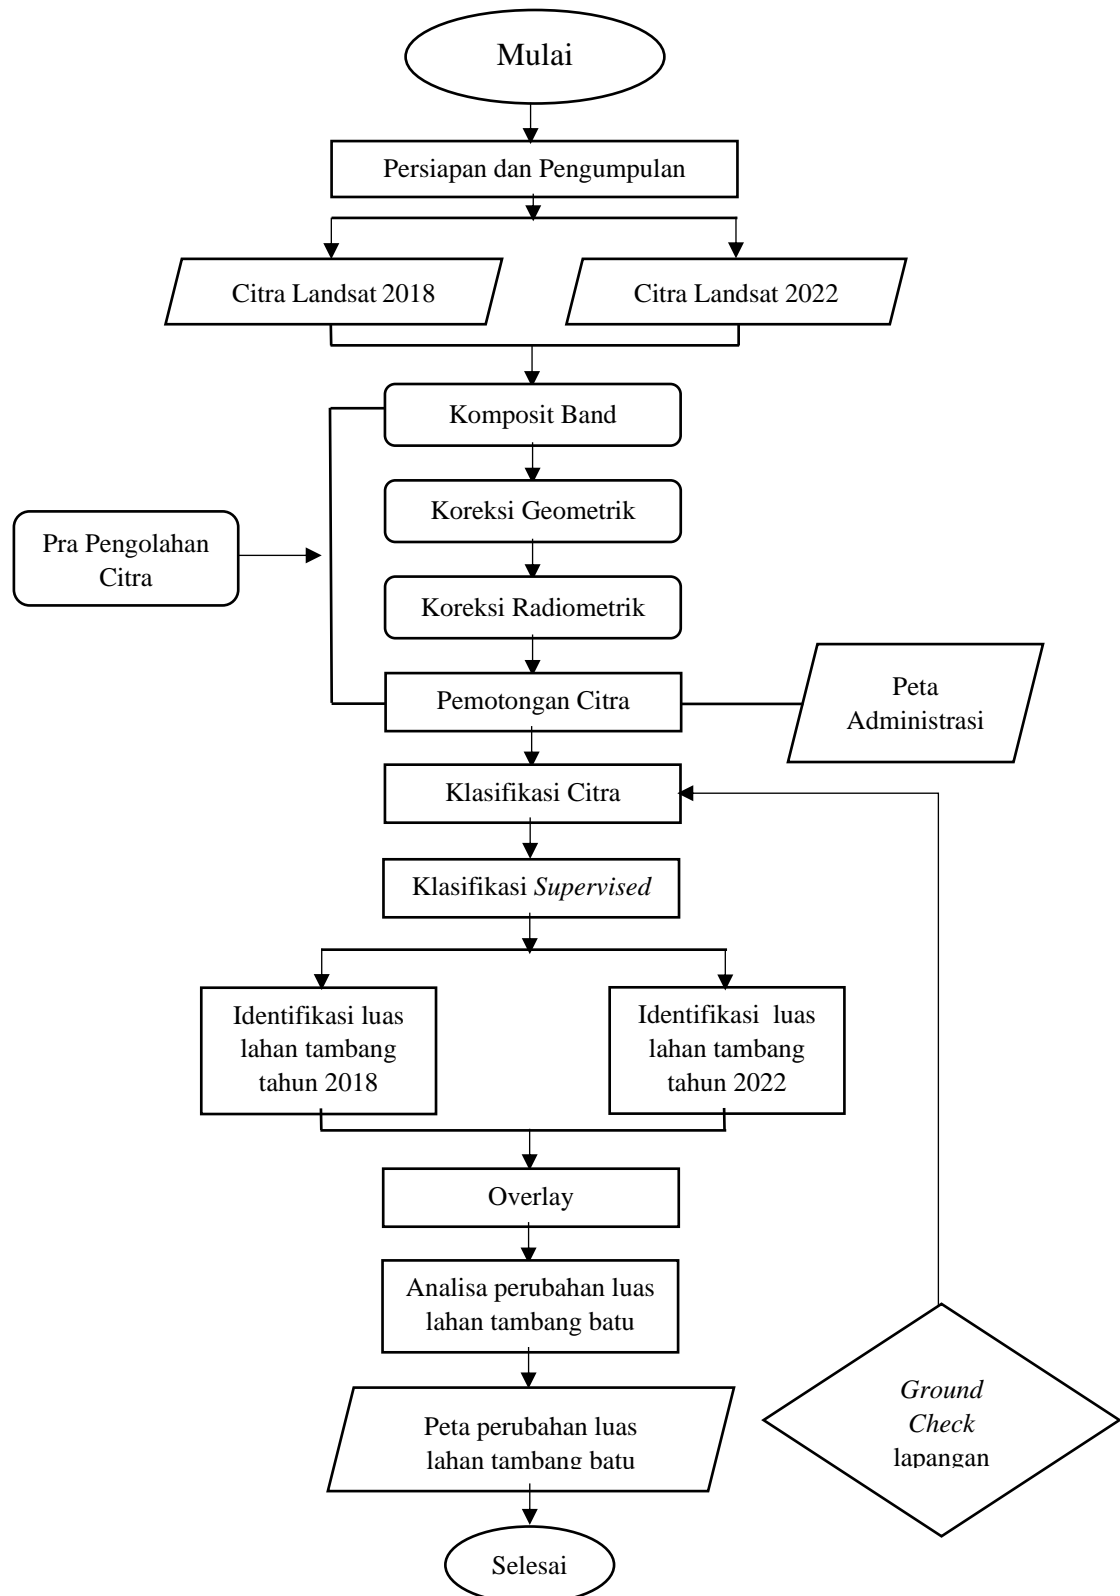 Mulai
Persiapan dan Pengumpulan
Citra Landsat 2018
Citra Landsat 2022
Komposit Band
Koreksi Geometrik
Pra Pengolahan
Citra
Koreksi Radiometrik
Pemotongan Citra
Peta
Administrasi
Klasifikasi Citra
Klasifikasi Supervised
Identifikasi luas
lahan tambang
tahun 2018
Identifikasi  luas
lahan tambang
tahun 2022
Overlay
Analisa perubahan luas
lahan tambang batu
Peta perubahan luas
lahan tambang batu
Ground
Check
lapangan
Selesai